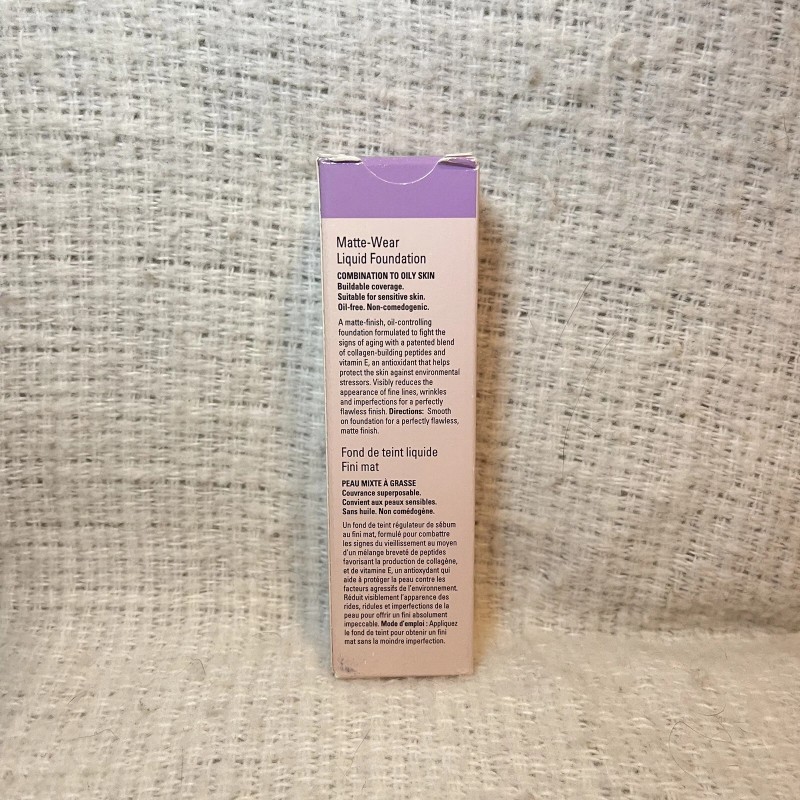 Matte-Wear
Liquid Foundation
COMBINATION TO OILY SKIN
Buildable coverage.
Suitable for sensitive skin.
Oil-free. Non-comedogenic.
A matte-finish, oil-controlling
foundation formulated to fight the
signs of aging with a patented blend
of collagen-building peptides and
vitamin E, an antioxidant that helps
protect the skin against environmental
stressors. Visibly reduces the
appearance of fine lines, wrinkles
and imperfections for a perfectly
flawless finish. Directions: Smooth
on foundation for a perfectly flawless,
matte finish.
Fond de teint liquide
Fini mat
PEAU MIXTE À GRASSE
Couvrance superposable.
Convient aux peaux sensibles.
Sans huile. Non comédogène.
Un fond de teint régulateur de sébum
au fini mat, formulé pour combattre
les signes du vieillissement au moyen
d'un mélange breveté de peptides
favorisant la production de collagène,
et de vitamine E, un antioxydant qui
aide à protéger la peau contre les
facteurs agressifs de l'environnement.
Réduit visiblement l'apparence des
rides, ridules et imperfections de la
peau pour offrir un fini absolument
impeccable. Mode d'emploi : Appliquez
le fond de teint pour obtenir un fini
mat sans la moindre imperfection.